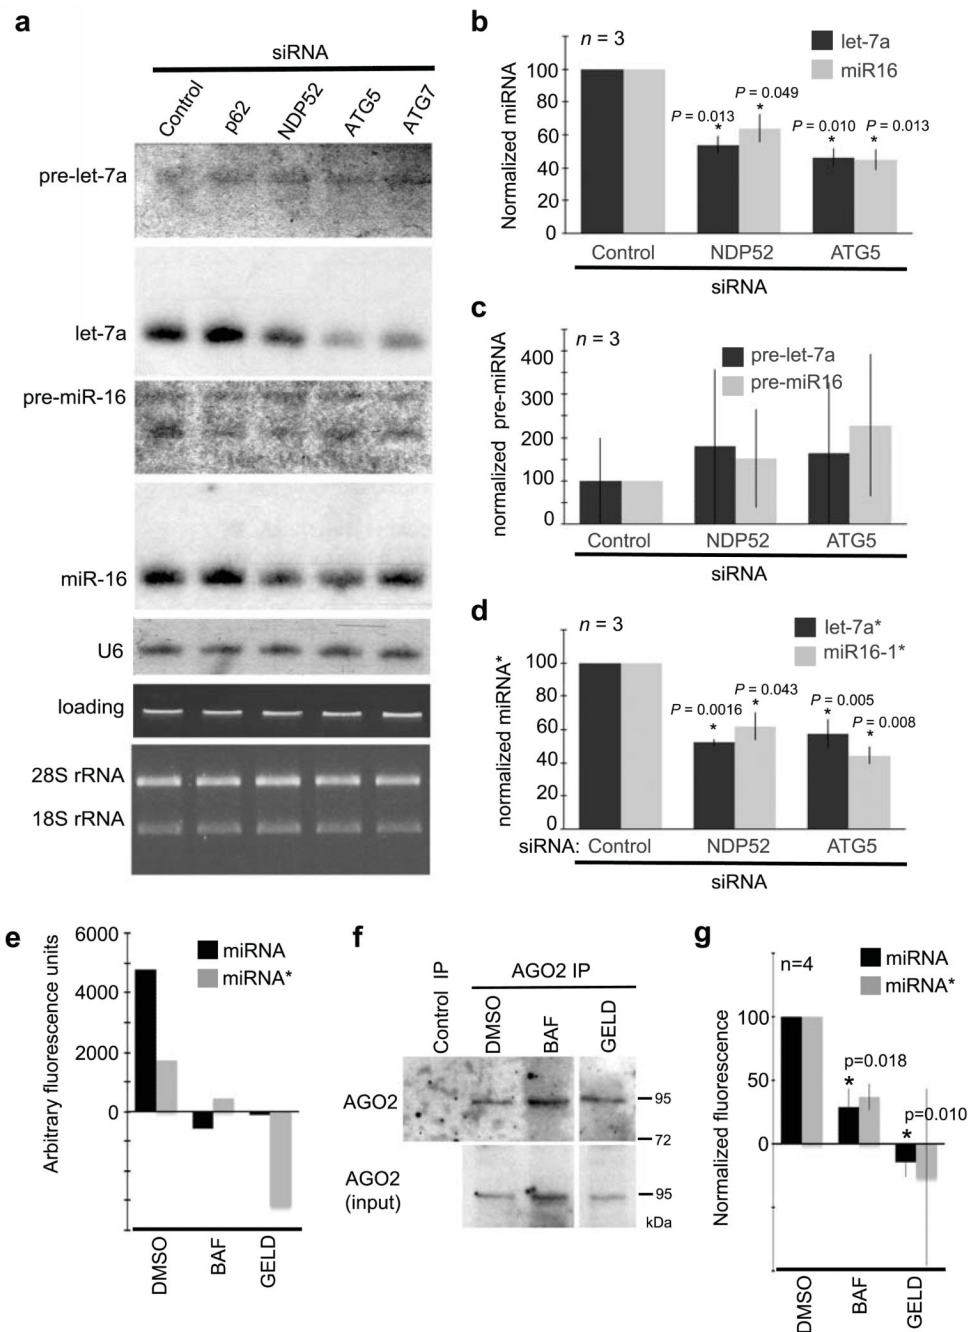 a
siRNA
Control
p62
NDP52
ATG5
ATG7
pre-let-7a
let-7a
pre-miR-16
miR-16
U6
loading
28S rRNA
18S rRNA
b
n = 3
let-7a
miR16
Normalized miRNA
100
80
60
40
20
0
P = 0.013
*
P = 0.049
*
P = 0.010
*
P = 0.013
*
Control NDP52 ATG5
siRNA
c
n = 3
pre-let-7a
pre-miR16
normalized pre-miRNA
400
300
200
100
0
Control NDP52 ATG5
siRNA
d
n = 3
let-7a*
miR16-1*
normalized miRNA*
100
80
60
40
20
0
P = 0.0016
*
P = 0.043
*
P = 0.005
*
P = 0.008
*
siRNA: Control NDP52 ATG5
siRNA
e
Arbitrary fluorescence units
6000
4000
2000
0
miRNA
miRNA*
DMSO
BAF
GELD
f
Control IP
AGO2 IP
DMSO
BAF
GELD
AGO2
95
72
AGO2
(input)
95
kDa
g
n=4
miRNA
miRNA*
Normalized fluorescence
100
50
0
p=0.018
*
p=0.010
*
DMSO
BAF
GELD